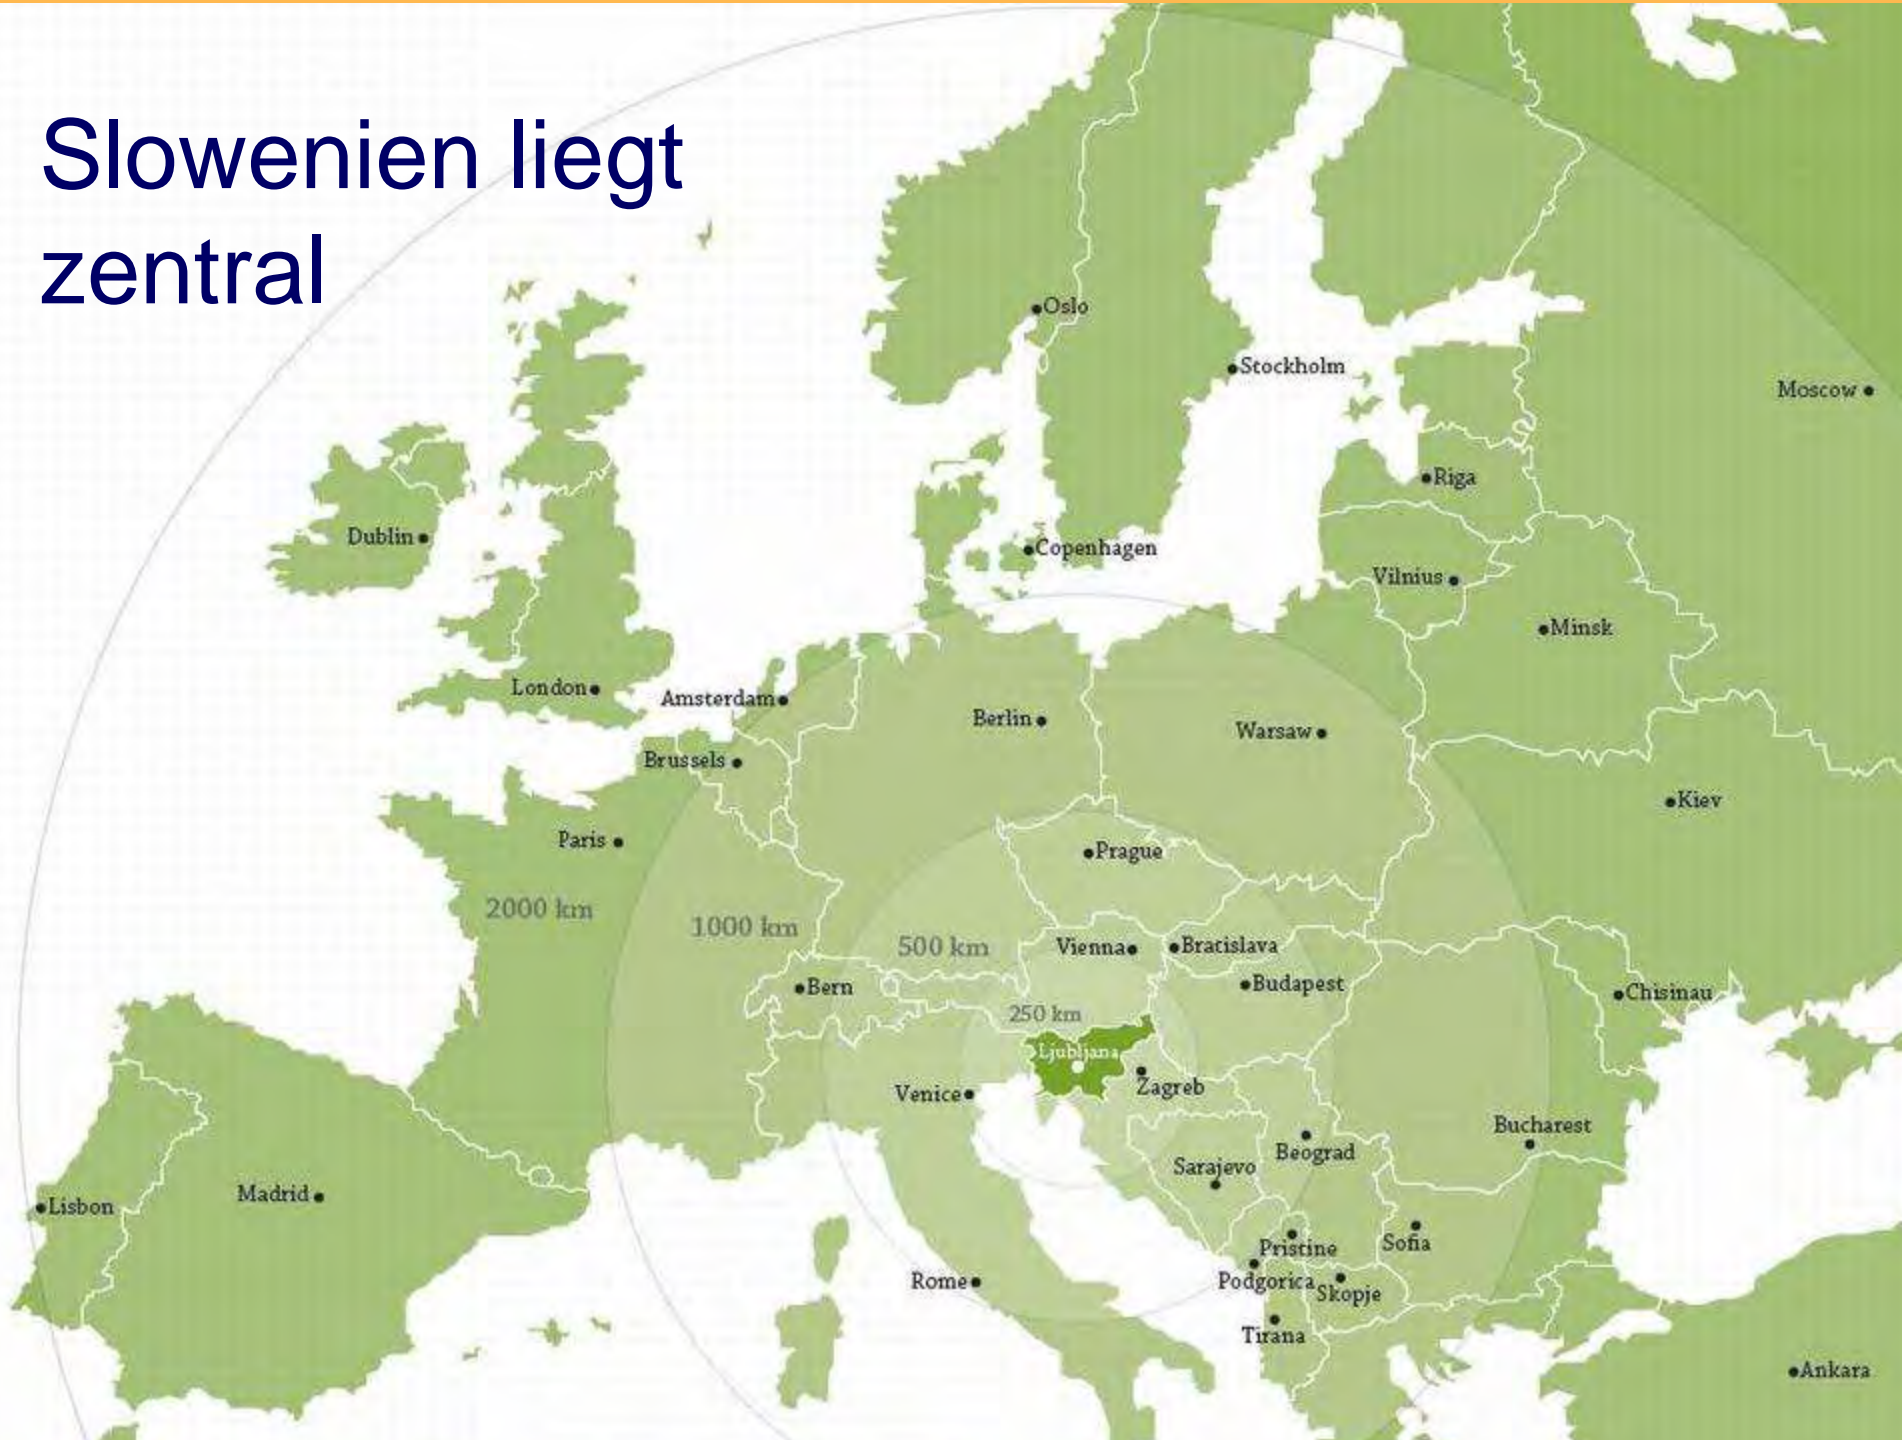 Slowenien liegt
zentral
Oslo
Stockholm
Moscow
Riga
Dublin
Copenhagen
Vilnius
Minsk
London
Amsterdam
Berlin
Warsaw
Brussels
Kiev
Paris
Prague
2000 km
1000 km
500 km
Vienna
Bratislava
Bern
Budapest
Chisinau
250 km
Ljubljana
Venice
Zagreb
Bucharest
Beograd
Sarajevo
Madrid
Lisbon
Pristine
Sofia
Rome
Podgorica
Skopje
Tirana
Ankara